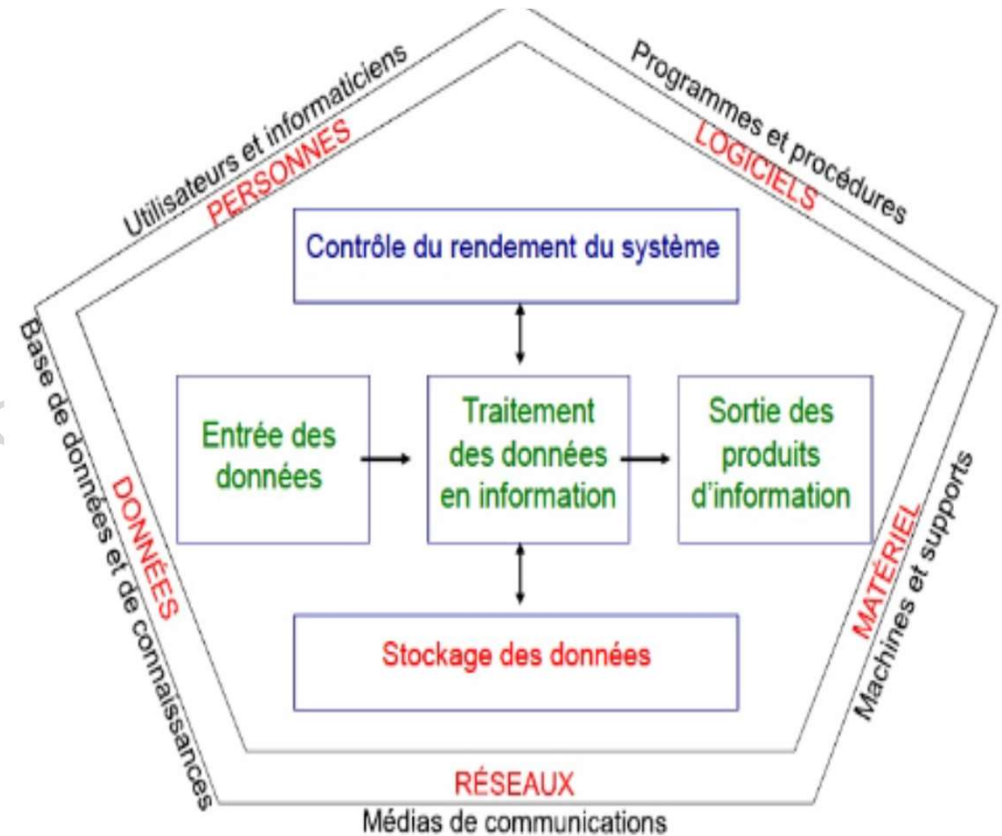 Utilisateurs et informaticiens
PERSONNES
Programmes et procédures
LOGICIELS
Contrôle du rendement du système
Entrée des
données
Traitement
des données
en information
Sortie des
produits
d'information
Stockage des données
Base de données et de connaissances
DONNÉES
MATÉRIEL
Machines et supports
RÉSEAUX
Médias de communications